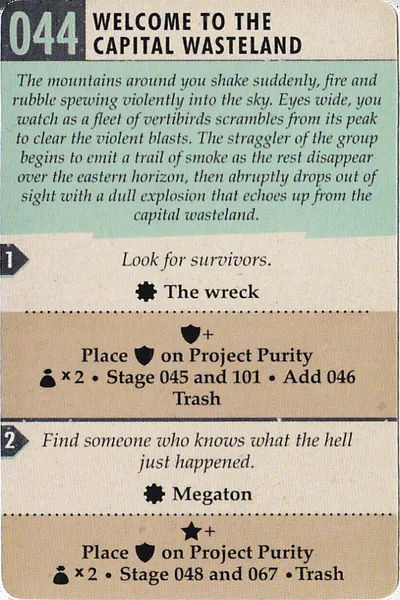 044 WELCOME TO THE
CAPITAL WASTELAND
The mountains around you shake suddenly, fire and
rubble spewing violently into the sky. Eyes wide, you
watch as a fleet of vertibirds scrambles from its peak
to clear the violent blasts. The straggler of the group
begins to emit a trail of smoke as the rest disappear
over the eastern horizon, then abruptly drops out of
sight with a dull explosion that echoes up from the
capital wasteland.
1 Look for survivors.
The wreck
+
Place on Project Purity
x 2 • Stage 045 and 101 • Add 046
Trash
2 Find someone who knows what the hell
just happened.
Megaton
+
Place on Project Purity
x 2 • Stage 048 and 067 • Trash